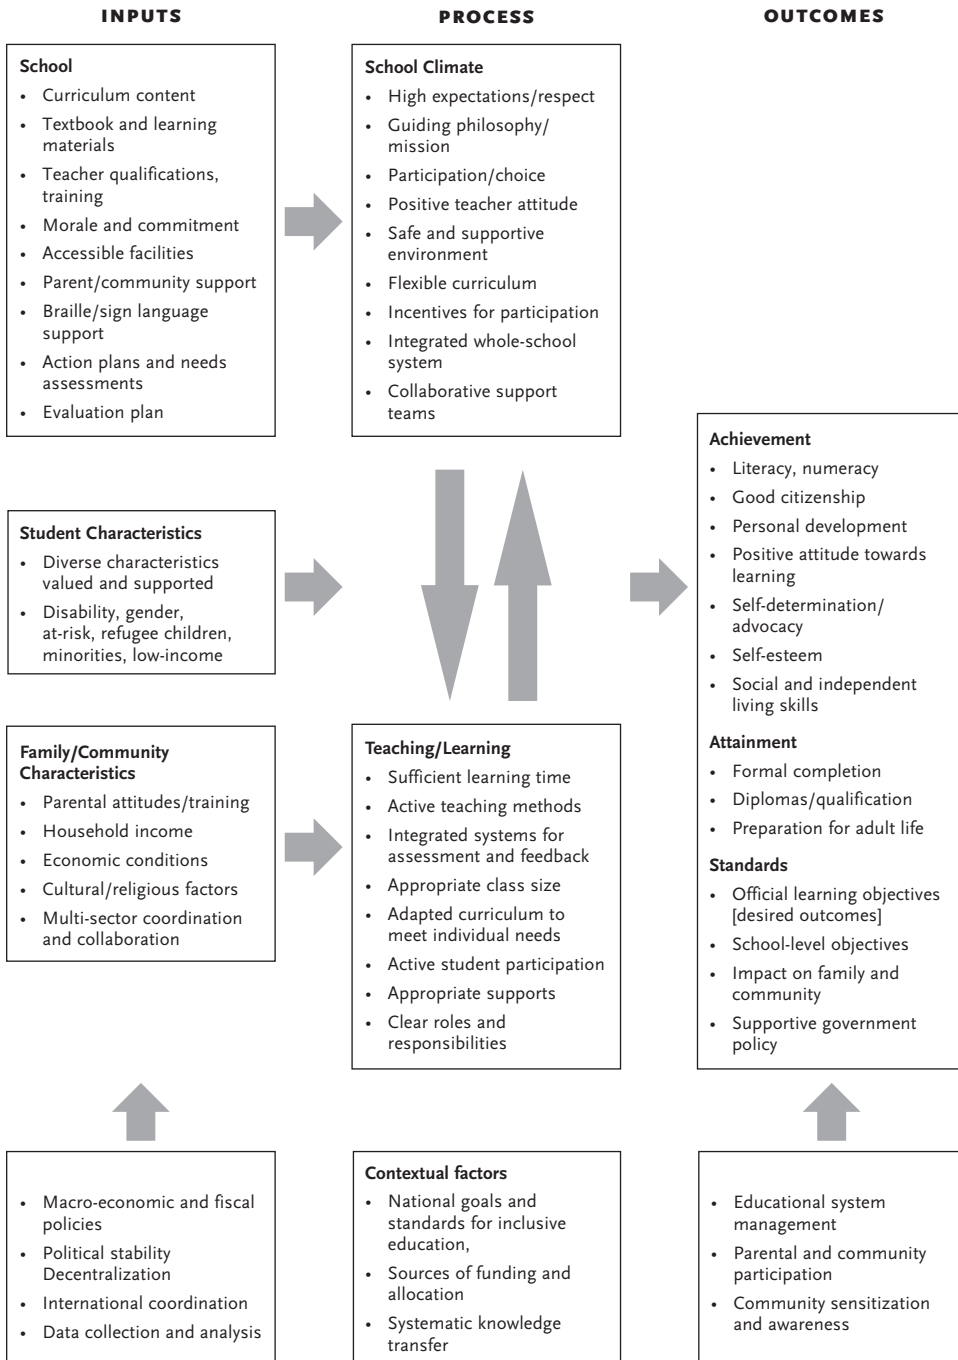 INPUTS
PROCESS
OUTCOMES
School
• Curriculum content
• Textbook and learning
materials
• Teacher qualifications,
training
• Morale and commitment
• Accessible facilities
• Parent/community support
• Braille/sign language
support
• Action plans and needs
assessments
• Evaluation plan
School Climate
• High expectations/respect
• Guiding philosophy/
mission
• Participation/choice
• Positive teacher attitude
• Safe and supportive
environment
• Flexible curriculum
• Incentives for participation
• Integrated whole-school
system
• Collaborative support
teams
Student Characteristics
• Diverse characteristics
valued and supported
• Disability, gender,
at-risk, refugee children,
minorities, low-income
Family/Community
Characteristics
• Parental attitudes/training
• Household income
• Economic conditions
• Cultural/religious factors
• Multi-sector coordination
and collaboration
Teaching/Learning
• Sufficient learning time
• Active teaching methods
• Integrated systems for
assessment and feedback
• Appropriate class size
• Adapted curriculum to
meet individual needs
• Active student participation
• Appropriate supports
• Clear roles and
responsibilities
Achievement
• Literacy, numeracy
• Good citizenship
• Personal development
• Positive attitude towards
learning
• Self-determination/
advocacy
• Self-esteem
• Social and independent
living skills
Attainment
• Formal completion
• Diplomas/qualification
• Preparation for adult life
Standards
• Official learning objectives
[desired outcomes]
• School-level objectives
• Impact on family and
community
• Supportive government
policy
• Macro-economic and fiscal
policies
• Political stability
Decentralization
• International coordination
• Data collection and analysis
Contextual factors
• National goals and
standards for inclusive
education,
• Sources of funding and
allocation
• Systematic knowledge
transfer
• Educational system
management
• Parental and community
participation
• Community sensitization
and awareness